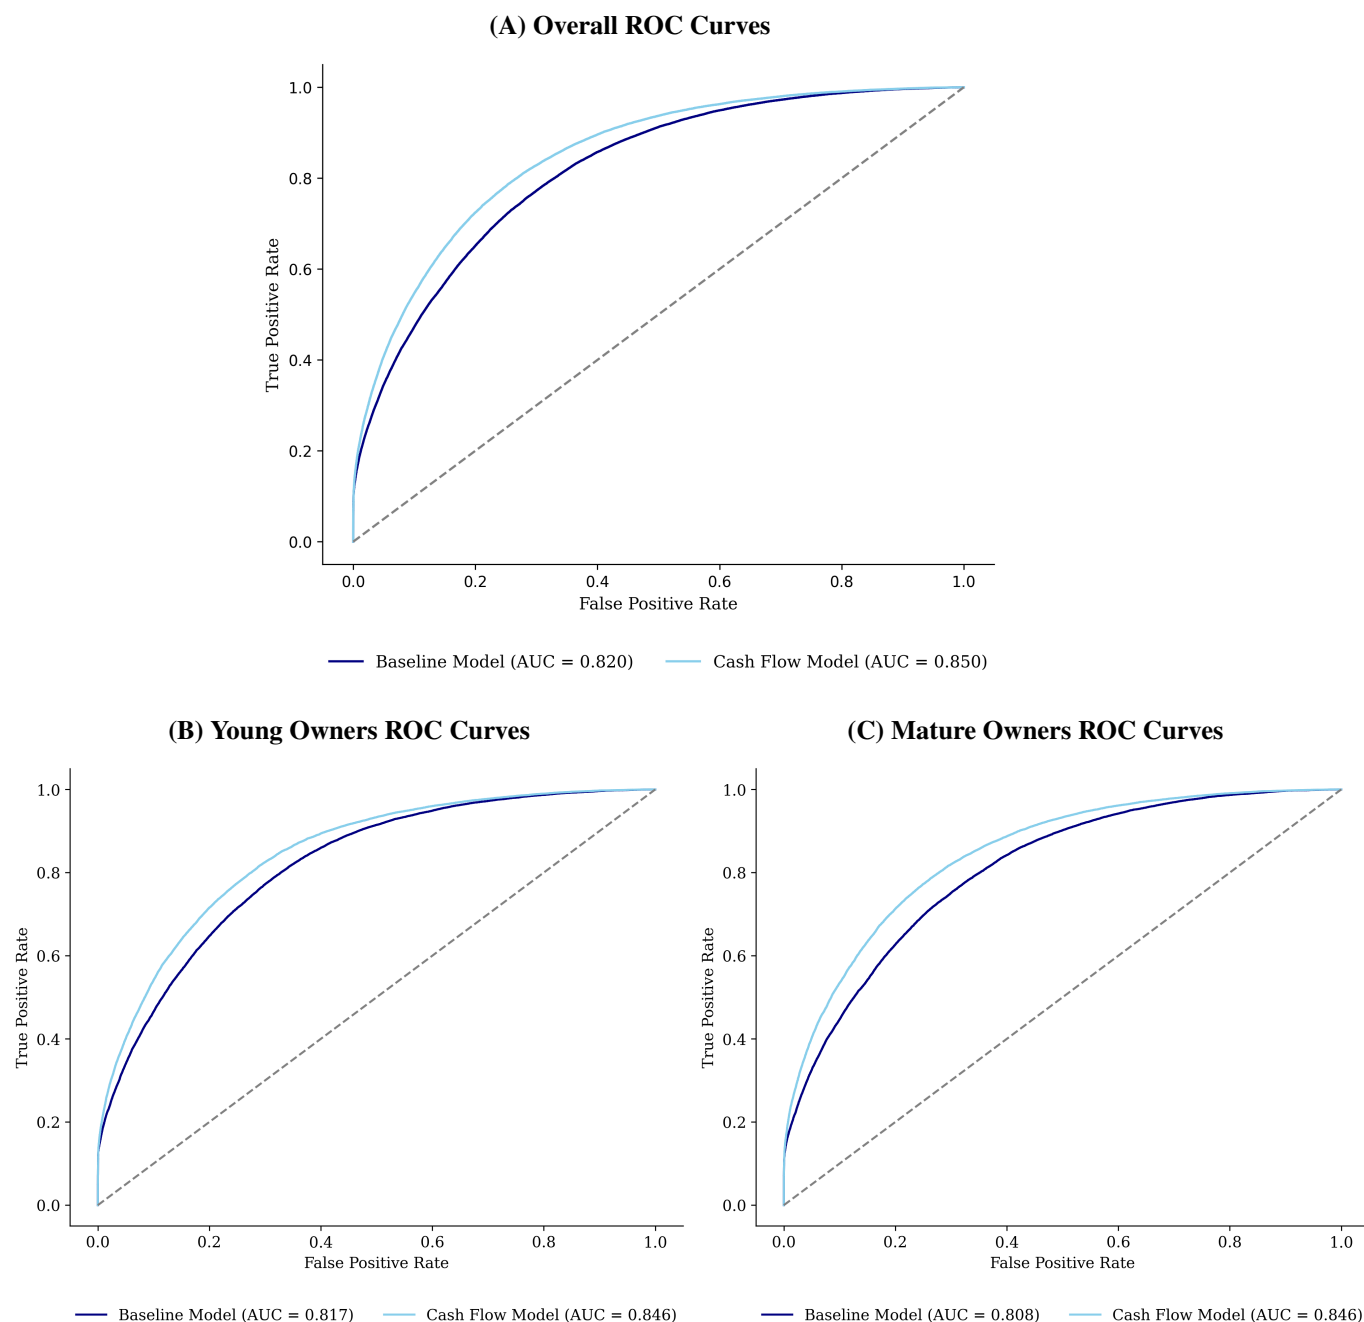 (A) Overall ROC Curves
1.0
0.8
0.6
0.4
0.2
0.0
True Positive Rate
0.0 0.2 0.4 0.6 0.8 1.0
False Positive Rate
Baseline Model (AUC = 0.820) Cash Flow Model (AUC = 0.850)
(B) Young Owners ROC Curves
1.0
0.8
0.6
0.4
0.2
0.0
True Positive Rate
0.0 0.2 0.4 0.6 0.8 1.0
False Positive Rate
Baseline Model (AUC = 0.817) Cash Flow Model (AUC = 0.846)
(C) Mature Owners ROC Curves
1.0
0.8
0.6
0.4
0.2
0.0
True Positive Rate
0.0 0.2 0.4 0.6 0.8 1.0
False Positive Rate
Baseline Model (AUC = 0.808) Cash Flow Model (AUC = 0.846)